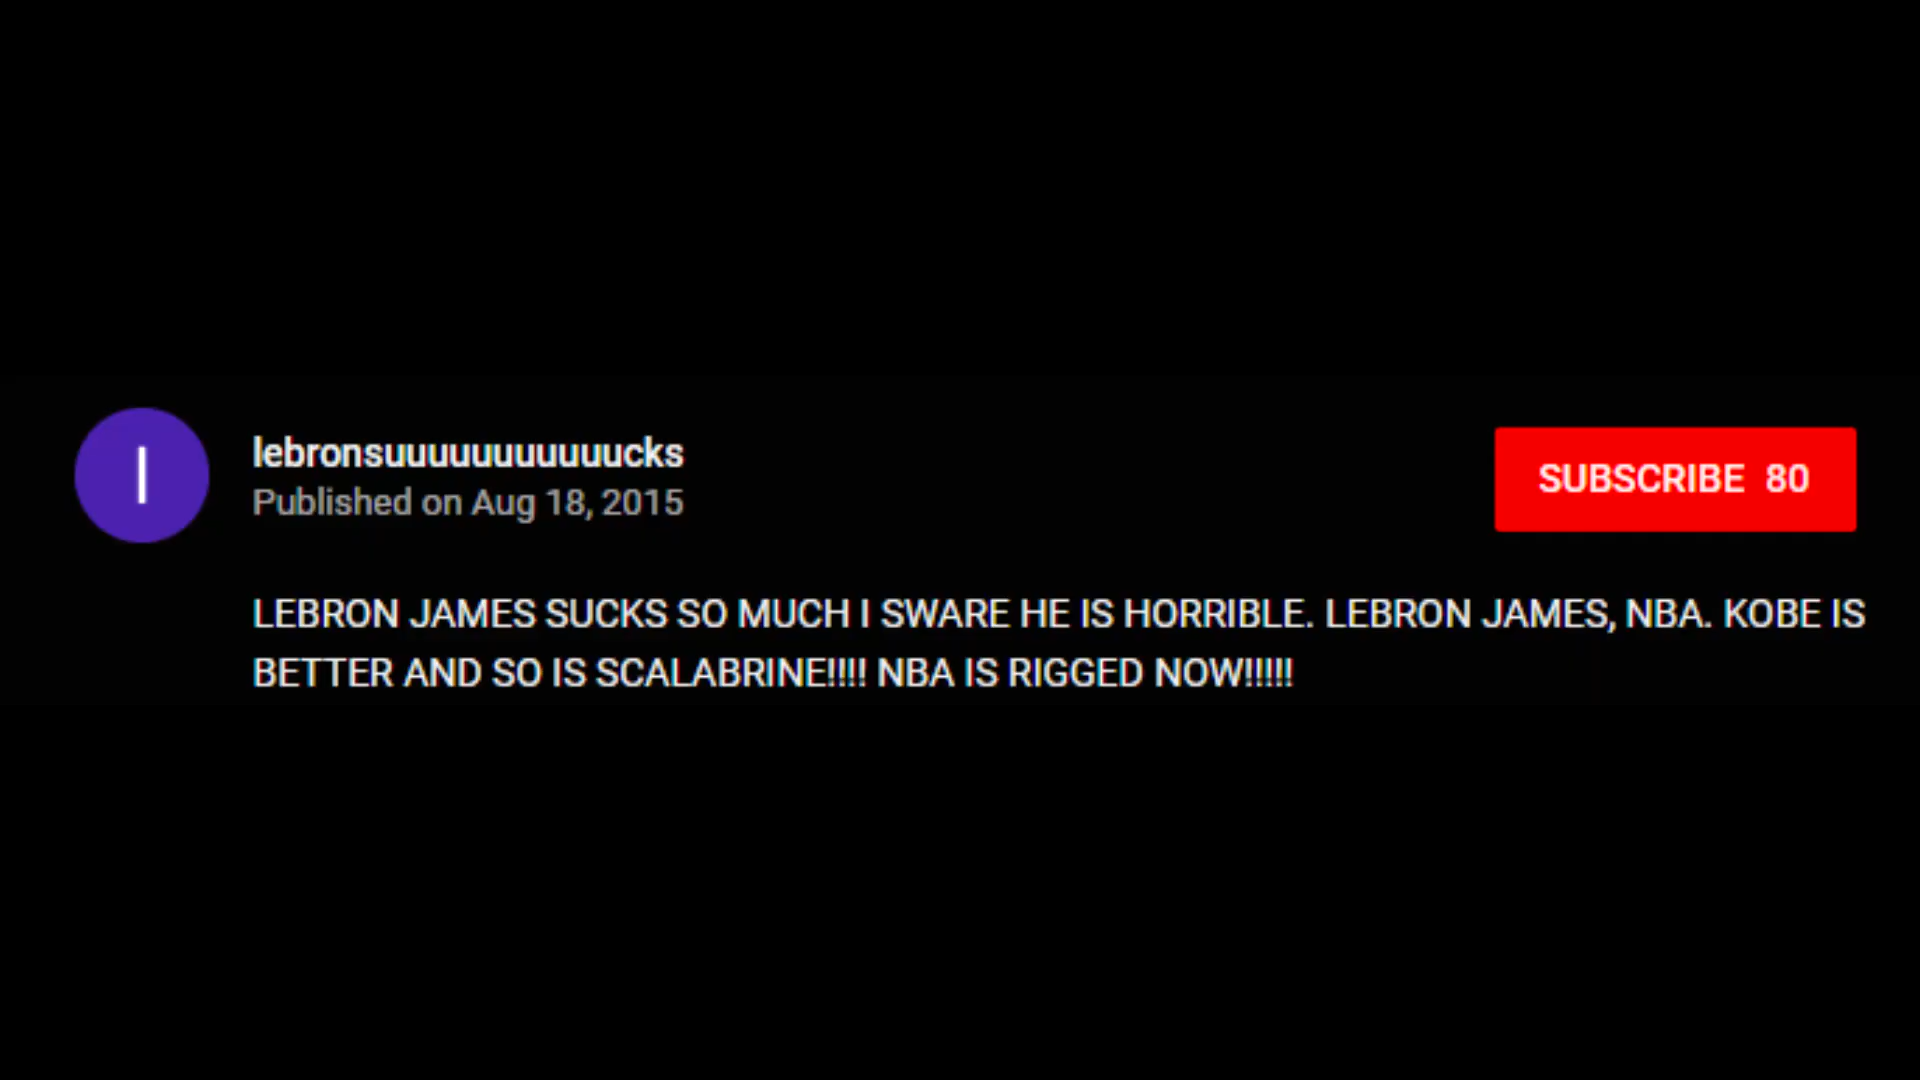 l
lebronsuuuuuuuuuuucks
Published on Aug 18, 2015
SUBSCRIBE 80
LEBRON JAMES SUCKS SO MUCH I SWARE HE IS HORRIBLE. LEBRON JAMES, NBA. KOBE IS
BETTER AND SO IS SCALABRINE!!!! NBA IS RIGGED NOW!!!!!